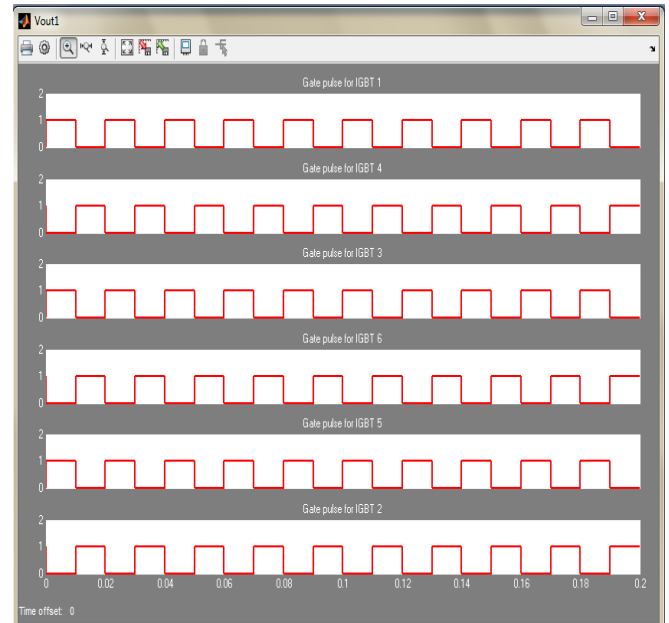 Vout1
Gate pulse for IGBT 1
2
1
0
Gate pulse for IGBT 4
2
1
0
Gate pulse for IGBT 3
2
1
0
Gate pulse for IGBT 6
2
1
0
Gate pulse for IGBT 5
2
1
0
Gate pulse for IGBT 2
2
1
0
0 0.02 0.04 0.06 0.08 0.1 0.12 0.14 0.16 0.18 0.2
Time offset: 0